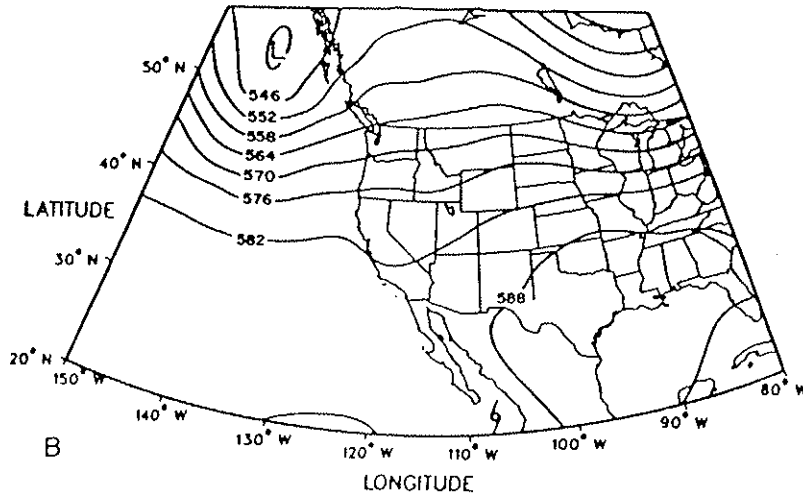 50° N
40° N
LATITUDE
30° N
20° N
150° W
140° W
130° W
120° W
110° W
100° W
90° W
80° W
LONGITUDE
B
L
546
552
558
564
570
576
582
588